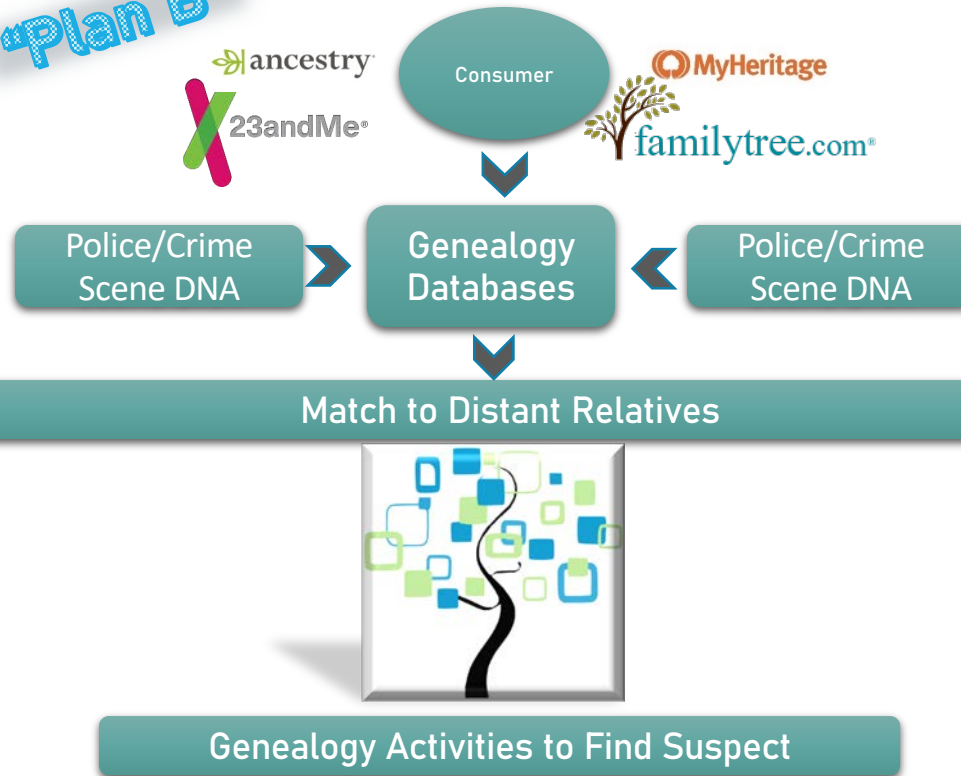 "Plan B
ancestry
Consumer
MyHeritage
23andMe®
familytree.com®
Police/Crime
Scene DNA
Genealogy
Databases
Police/Crime
Scene DNA
Match to Distant Relatives
Genealogy Activities to Find Suspect